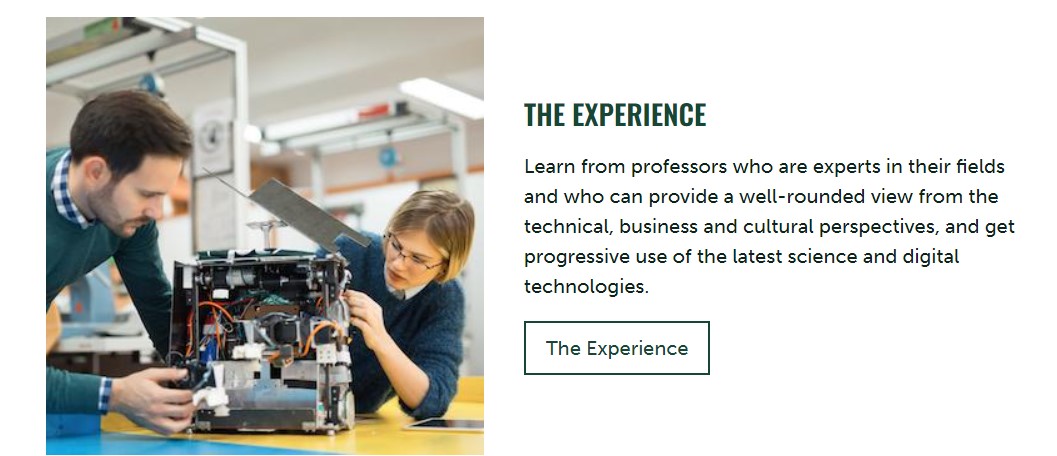 THE EXPERIENCE
Learn from professors who are experts in their fields
and who can provide a well-rounded view from the
technical, business and cultural perspectives, and get
progressive use of the latest science and digital
technologies.
The Experience